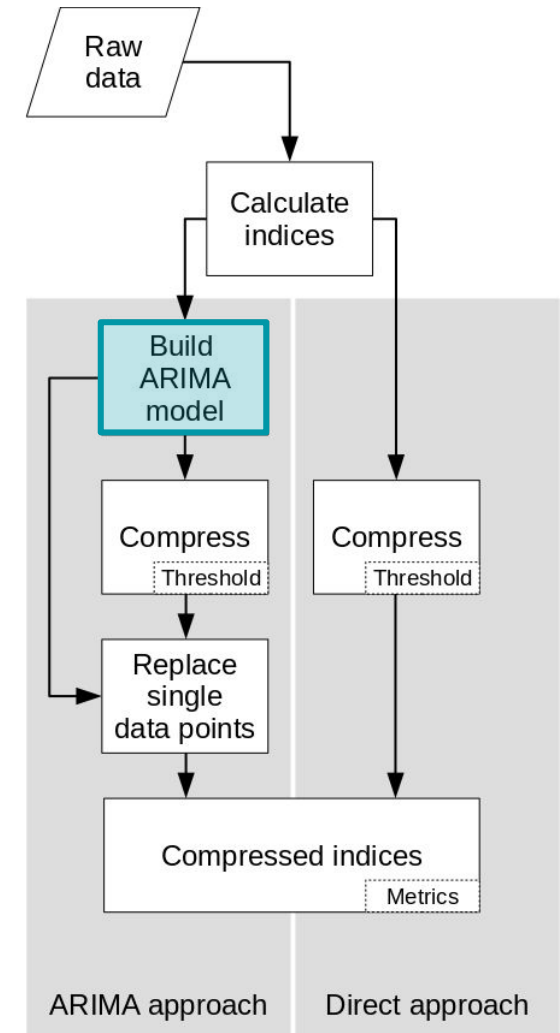 Raw
data
Calculate
indices
Build
ARIMA
model
Compress
Threshold
Compress
Threshold
Replace
single
data points
Compressed indices
Metrics
ARIMA approach
Direct approach